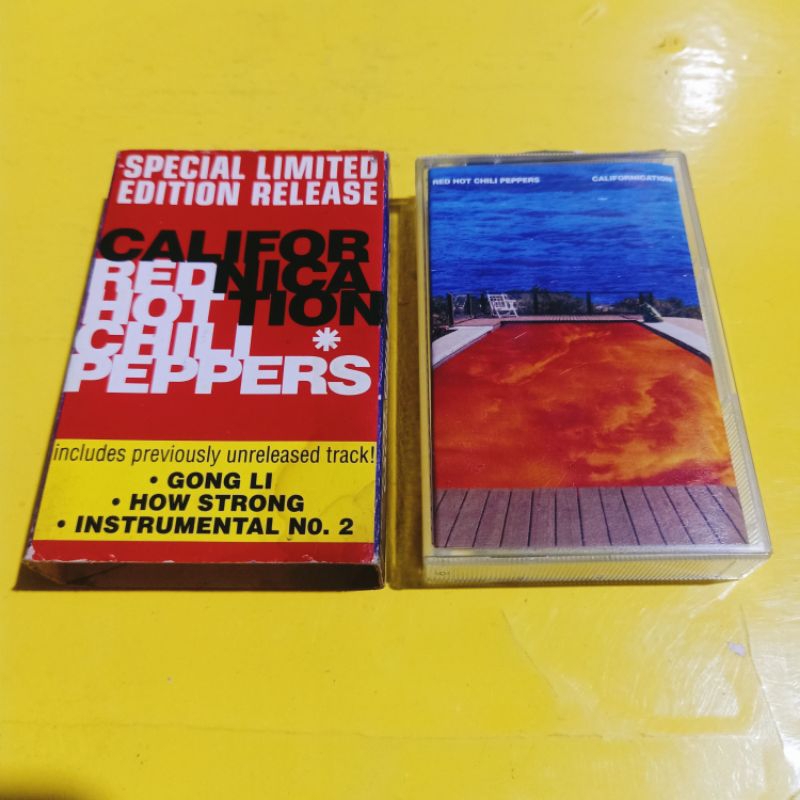 SPECIAL LIMITED
EDITION RELEASE
CALIFOR
NICA
TION
RED
HOT
CHILI *
PEPPERS
includes previously unreleased track!
• GONG LI
• HOW STRONG
• INSTRUMENTAL NO. 2
RED HOT CHILI PEPPERS CALIFORNICATION